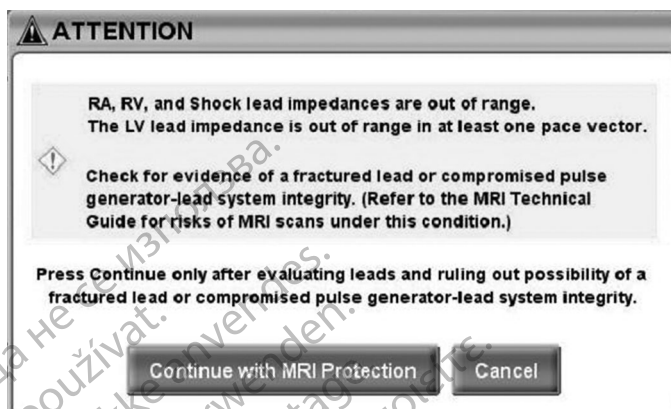 ATTENTION
RA, RV, and Shock lead impedances are out of range.
The LV lead impedance is out of range in at least one pace vector.
Check for evidence of a fractured lead or compromised pulse
generator-lead system integrity. (Refer to the MRI Technical
Guide for risks of MRI scans under this condition.)
Press Continue only after evaluating leads and ruling out possibility of a
fractured lead or compromised pulse generator-lead system integrity.
Continue with MRI Protection
Cancel
да не се използва.